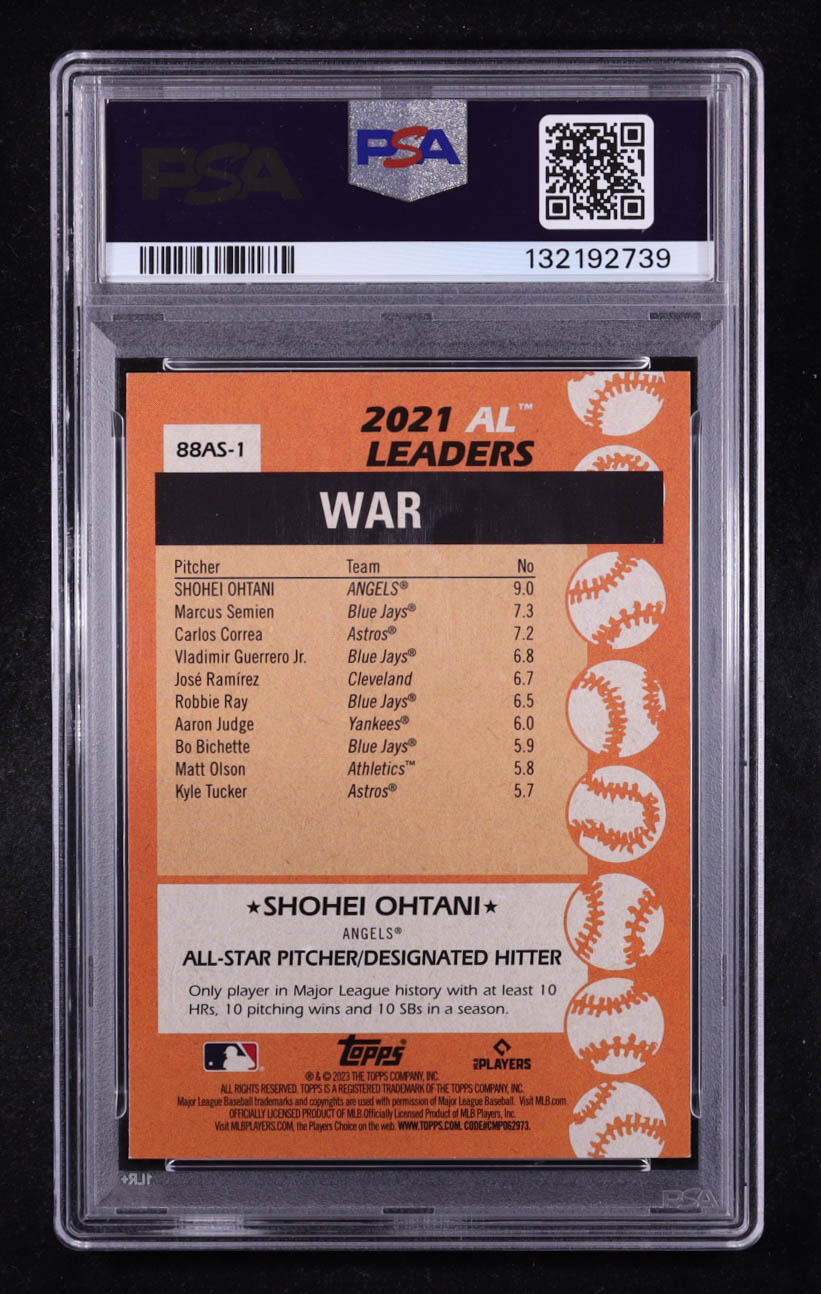 PSA
PSA
132192739
88AS-1
2021 AL™
LEADERS
WAR
Pitcher Team No
SHOHEI OHTANI ANGELS® 9.0
Marcus Semien Blue Jays® 7.3
Carlos Correa Astros® 7.2
Vladimir Guerrero Jr. Blue Jays® 6.8
José Ramírez Cleveland 6.7
Robbie Ray Blue Jays® 6.5
Aaron Judge Yankees® 6.0
Bo Bichette Blue Jays® 5.9
Matt Olson Athletics™ 5.8
Kyle Tucker Astros® 5.7
★SHOHEI OHTANI★
ANGELS®
ALL-STAR PITCHER/DESIGNATED HITTER
Only player in Major League history with at least 10
HRs, 10 pitching wins and 10 SBs in a season.
Topps®
MLB PLAYERS
® & © 2023 THE TOPPS COMPANY, INC.
ALL RIGHTS RESERVED. TOPPS IS A REGISTERED TRADEMARK OF THE TOPPS COMPANY, INC.
Major League Baseball trademarks and copyrights are used with permission of Major League Baseball. Visit MLB.com.
OFFICIALLY LICENSED PRODUCT OF MLB.Officially Licensed Product of MLB Players, Inc.
Visit MLBPLAYERS.COM, the Players Choice on the web. WWW.TOPPS.COM. CODE#CMP062973.
1LR+
PSA